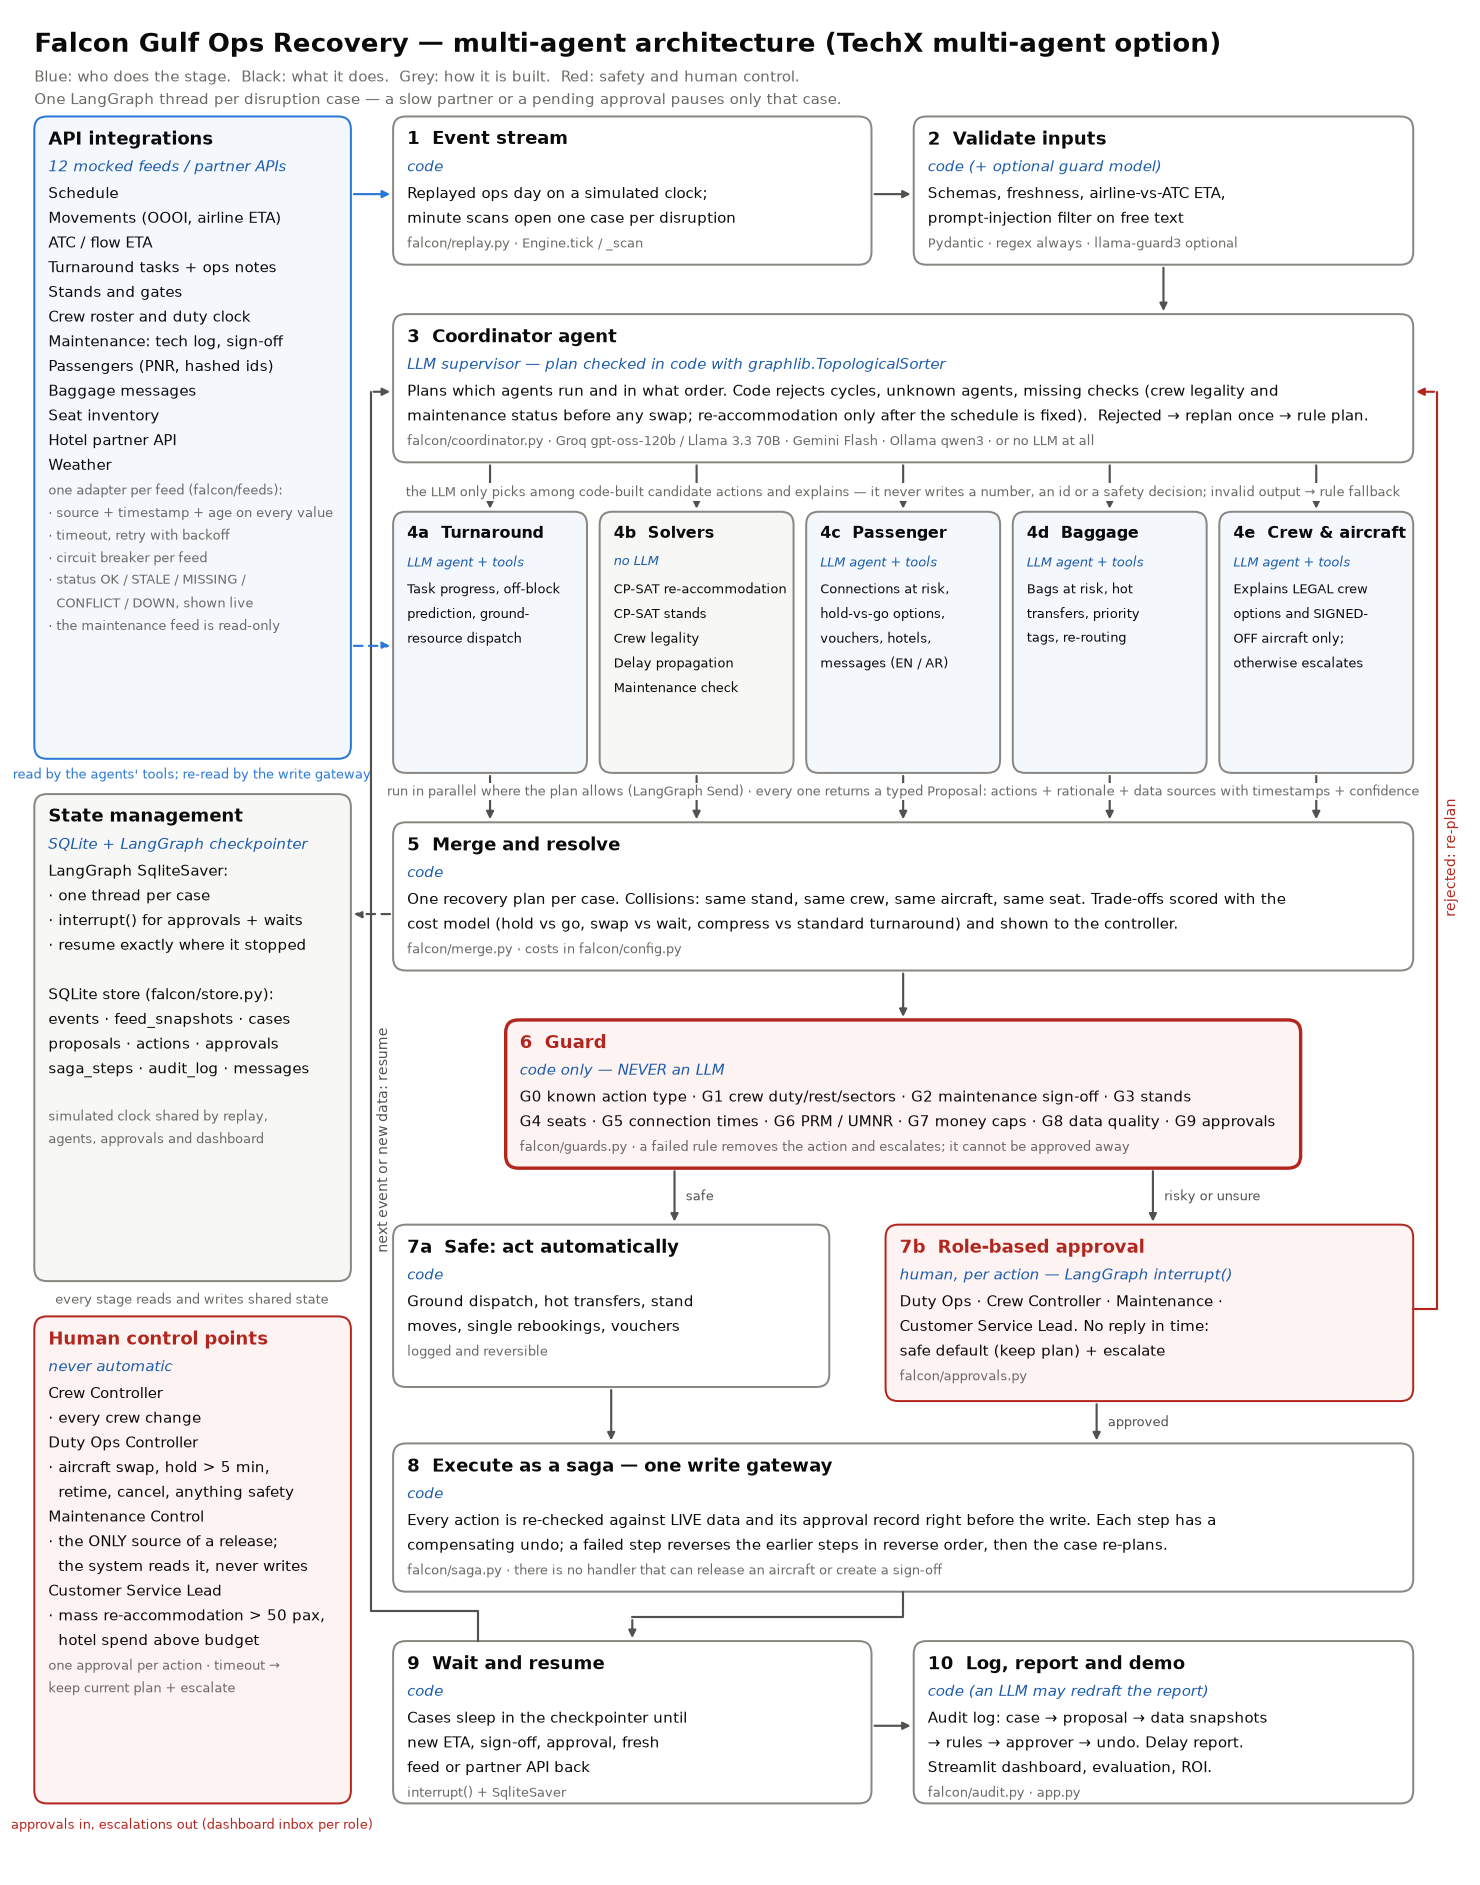 Falcon Gulf Ops Recovery — multi-agent architecture (TechX multi-agent option)
Blue: who does the stage.  Black: what it does.  Grey: how it is built.  Red: safety and human control.
One LangGraph thread per disruption case — a slow partner or a pending approval pauses only that case.
API integrations
12 mocked feeds / partner APIs
Schedule
Movements (OOOI, airline ETA)
ATC / flow ETA
Turnaround tasks + ops notes
Stands and gates
Crew roster and duty clock
Maintenance: tech log, sign-off
Passengers (PNR, hashed ids)
Baggage messages
Seat inventory
Hotel partner API
Weather
one adapter per feed (falcon/feeds):
· source + timestamp + age on every value
· timeout, retry with backoff
· circuit breaker per feed
· status OK / STALE / MISSING /
CONFLICT / DOWN, shown live
· the maintenance feed is read-only
read by the agents' tools; re-read by the write gateway
1  Event stream
code
Replayed ops day on a simulated clock;
minute scans open one case per disruption
falcon/replay.py · Engine.tick / _scan
2  Validate inputs
code (+ optional guard model)
Schemas, freshness, airline-vs-ATC ETA,
prompt-injection filter on free text
Pydantic · regex always · llama-guard3 optional
3  Coordinator agent
LLM supervisor — plan checked in code with graphlib.TopologicalSorter
Plans which agents run and in what order. Code rejects cycles, unknown agents, missing checks (crew legality and
maintenance status before any swap; re-accommodation only after the schedule is fixed).  Rejected → replan once → rule plan.
falcon/coordinator.py · Groq gpt-oss-120b / Llama 3.3 70B · Gemini Flash · Ollama qwen3 · or no LLM at all
the LLM only picks among code-built candidate actions and explains — it never writes a number, an id or a safety decision; invalid output → rule fallback
4a  Turnaround
LLM agent + tools
Task progress, off-block
prediction, ground-
resource dispatch
4b  Solvers
no LLM
CP-SAT re-accommodation
CP-SAT stands
Crew legality
Delay propagation
Maintenance check
4c  Passenger
LLM agent + tools
Connections at risk,
hold-vs-go options,
vouchers, hotels,
messages (EN / AR)
4d  Baggage
LLM agent + tools
Bags at risk, hot
transfers, priority
tags, re-routing
4e  Crew & aircraft
LLM agent + tools
Explains LEGAL crew
options and SIGNED-
OFF aircraft only;
otherwise escalates
run in parallel where the plan allows (LangGraph Send) · every one returns a typed Proposal: actions + rationale + data sources with timestamps + confidence
State management
SQLite + LangGraph checkpointer
LangGraph SqliteSaver:
· one thread per case
· interrupt() for approvals + waits
· resume exactly where it stopped
SQLite store (falcon/store.py):
events · feed_snapshots · cases
proposals · actions · approvals
saga_steps · audit_log · messages
simulated clock shared by replay,
agents, approvals and dashboard
every stage reads and writes shared state
5  Merge and resolve
code
One recovery plan per case. Collisions: same stand, same crew, same aircraft, same seat. Trade-offs scored with the
cost model (hold vs go, swap vs wait, compress vs standard turnaround) and shown to the controller.
falcon/merge.py · costs in falcon/config.py
rejected: re-plan
next event or new data: resume
6  Guard
code only — NEVER an LLM
G0 known action type · G1 crew duty/rest/sectors · G2 maintenance sign-off · G3 stands
G4 seats · G5 connection times · G6 PRM / UMNR · G7 money caps · G8 data quality · G9 approvals
falcon/guards.py · a failed rule removes the action and escalates; it cannot be approved away
safe
risky or unsure
7a  Safe: act automatically
code
Ground dispatch, hot transfers, stand
moves, single rebookings, vouchers
logged and reversible
7b  Role-based approval
human, per action — LangGraph interrupt()
Duty Ops · Crew Controller · Maintenance ·
Customer Service Lead. No reply in time:
safe default (keep plan) + escalate
falcon/approvals.py
approved
Human control points
never automatic
Crew Controller
· every crew change
Duty Ops Controller
· aircraft swap, hold > 5 min,
retime, cancel, anything safety
Maintenance Control
· the ONLY source of a release;
the system reads it, never writes
Customer Service Lead
· mass re-accommodation > 50 pax,
hotel spend above budget
one approval per action · timeout →
keep current plan + escalate
approvals in, escalations out (dashboard inbox per role)
8  Execute as a saga — one write gateway
code
Every action is re-checked against LIVE data and its approval record right before the write. Each step has a
compensating undo; a failed step reverses the earlier steps in reverse order, then the case re-plans.
falcon/saga.py · there is no handler that can release an aircraft or create a sign-off
9  Wait and resume
code
Cases sleep in the checkpointer until
new ETA, sign-off, approval, fresh
feed or partner API back
interrupt() + SqliteSaver
10  Log, report and demo
code (an LLM may redraft the report)
Audit log: case → proposal → data snapshots
→ rules → approver → undo. Delay report.
Streamlit dashboard, evaluation, ROI.
falcon/audit.py · app.py